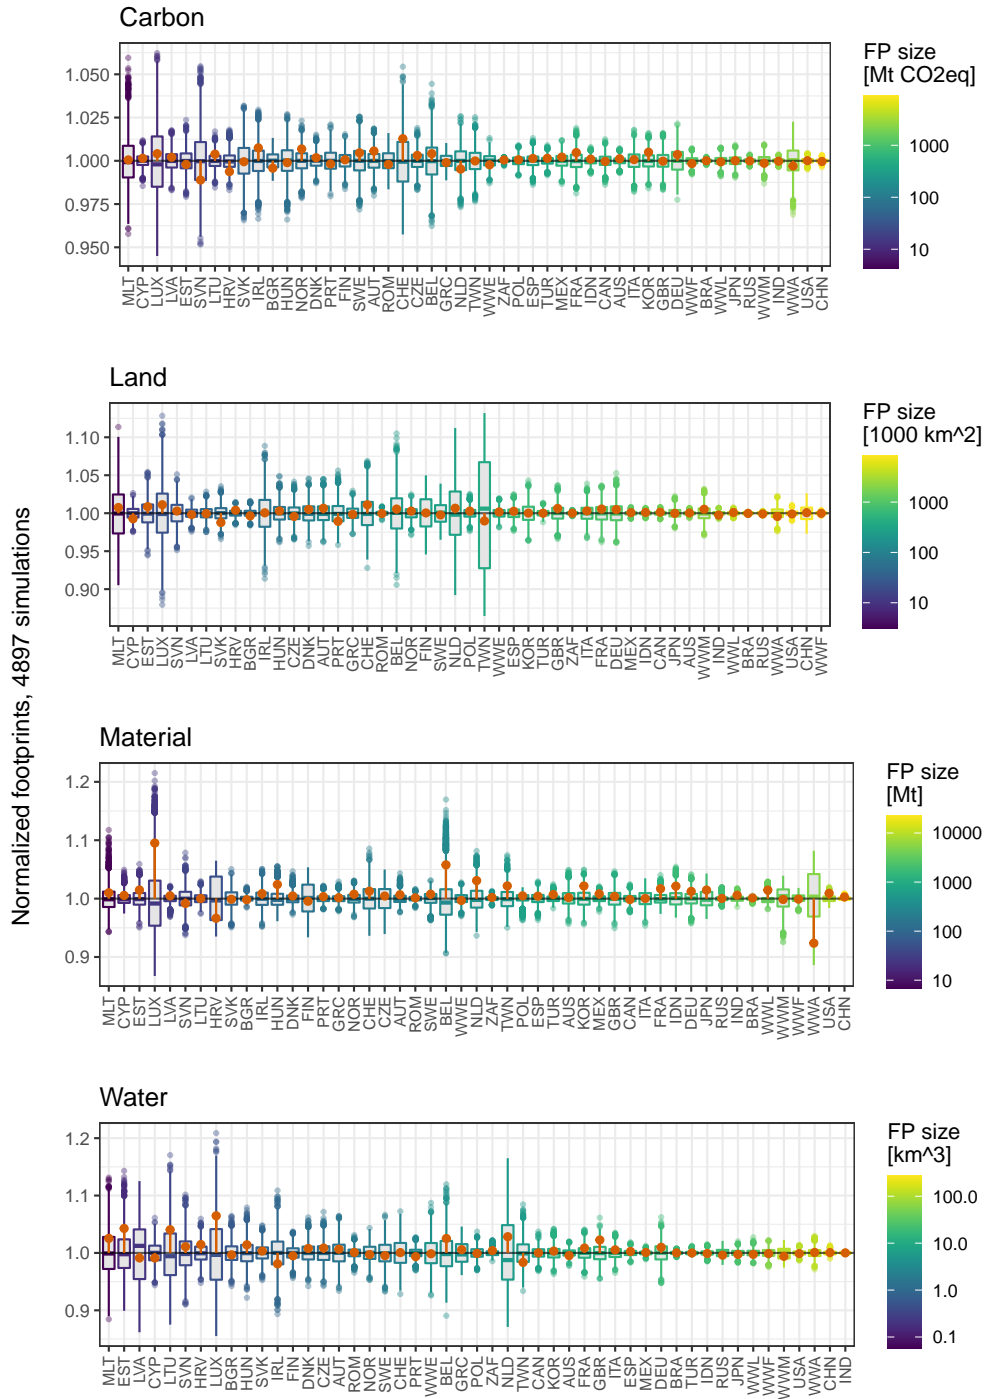 Carbon
1.050
1.025
1.000
0.975
0.950
MLT CYP LUX LVA EST SVN LTU HRV SVK IRL BGR HUN NOR DNK PRT FIN SWE AUT ROM CHE CZE BEL GRC NLD TWN WWE ZAF POL ESP TUR MEX FRA IDN CAN AUS ITA KOR GBR DEU WWF BRA WWL JPN RUS WWM IND WWA USA CHN
FP size
[Mt CO2eq]
1000
100
10
Land
1.10
1.05
1.00
0.95
0.90
MLT CYP EST LUX SVN LVA LTU SVK HRV BGR IRL HUN CZE DNK AUT PRT GRC CHE ROM BEL NOR FIN SWE NLD POL TWN WWE ESP KOR TUR GBR ZAF ITA FRA DEU MEX IDN CAN JPN AUS WWM IND WWL BRA RUS WWA USA CHN WWF
FP size
[1000 km^2]
1000
100
10
Normalized footprints, 4897 simulations
Material
1.2
1.1
1.0
0.9
MLT CYP EST LUX LVA SVN LTU HRV SVK BGR IRL HUN DNK FIN PRT GRC NOR CHE CZE AUT ROM SWE BEL WWE NLD ZAF TWN POL ESP TUR AUS KOR MEX GBR CAN ITA FRA IDN DEU JPN RUS IND BRA WWL WWM WWF WWA USA CHN
FP size
[Mt]
10000
1000
100
10
Water
1.2
1.1
1.0
0.9
MLT EST LVA CYP LTU SVN HRV LUX BGR HUN SVK IRL FIN DNK CZE AUT ROM NOR SWE CHE PRT WWE BEL GRC POL ZAF NLD TWN CAN KOR AUS FRA GBR ITA ESP MEX DEU BRA TUR IDN RUS JPN WWL WWF WWM USA WWA CHN IND
FP size
[km^3]
100.0
10.0
1.0
0.1